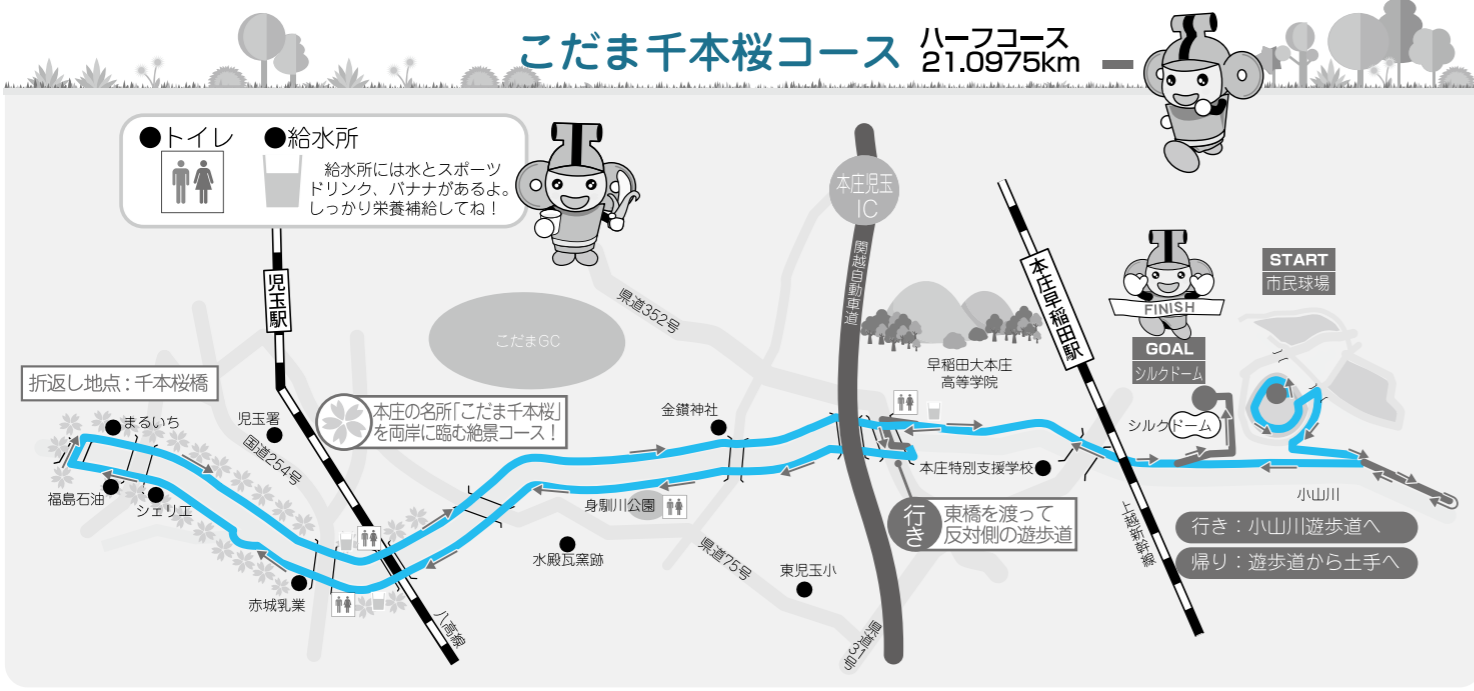 こだま千本桜コース
ハーフコース
21.0975km
●トイレ
●給水所
給水所には水とスポーツ
ドリンク、バナナがあるよ。
しっかり栄養補給してね！
本庄児玉
IC
関越自動車道
児玉駅
県道352号
こだまGC
本庄早稲田駅
START
市民球場
FINISH
GOAL
シルクドーム
早稲田大本庄
高等学院
折返し地点：千本桜橋
本庄の名所「こだま千本桜」
を両岸に臨む絶景コース！
まるいち
児玉署
国道254号
金鑚神社
シルクドーム
本庄特別支援学校
福島石油
シェリエ
身馴川公園
小山川
行き
東橋を渡って
反対側の遊歩道
上越新幹線
行き：小山川遊歩道へ
帰り：遊歩道から土手へ
水殿瓦窯跡
県道75号
東児玉小
赤城乳業
八高線
県道31号